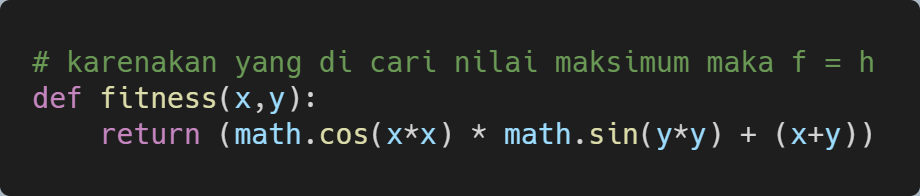 # karenakan yang di cari nilai maksimum maka f = h
def fitness(x,y):
    return (math.cos(x*x) * math.sin(y*y) + (x+y))